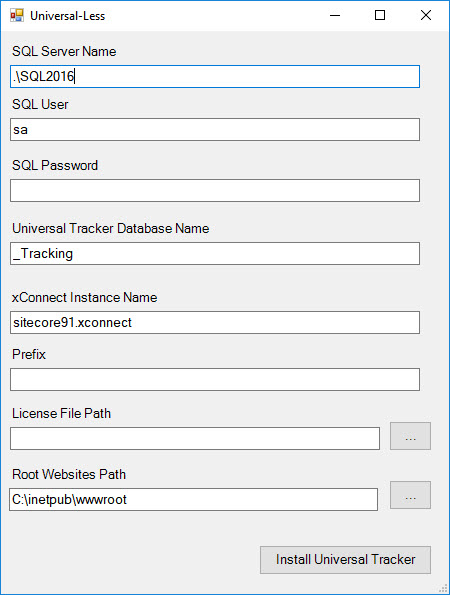 Universal-Less
SQL Server Name
.\SQL2016
SQL User
sa
SQL Password
Universal Tracker Database Name
_Tracking
xConnect Instance Name
sitecore91.xconnect
Prefix
License File Path
...
Root Websites Path
C:\inetpub\wwwroot
...
Install Universal Tracker